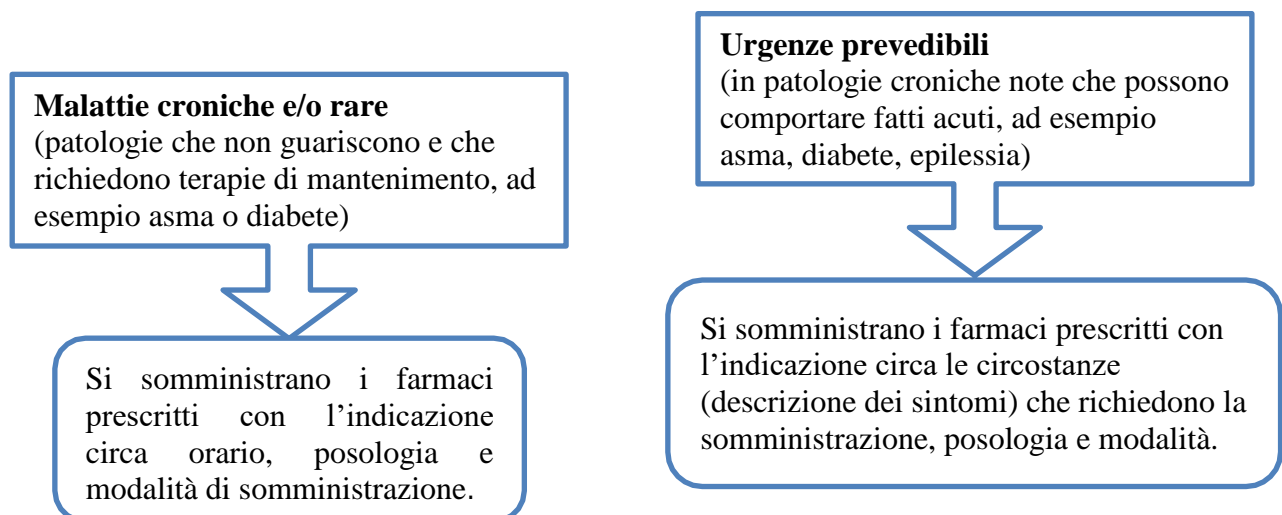 Malattie croniche e/o rare
(patologie che non guariscono e che
richiedono terapie di mantenimento, ad
esempio asma o diabete)
Si somministrano i farmaci
prescritti con l’indicazione
circa orario, posologia e
modalità di somministrazione.
Urgenze prevedibili
(in patologie croniche note che possono
comportare fatti acuti, ad esempio
asma, diabete, epilessia)
Si somministrano i farmaci prescritti con
l’indicazione circa le circostanze
(descrizione dei sintomi) che richiedono la
somministrazione, posologia e modalità.